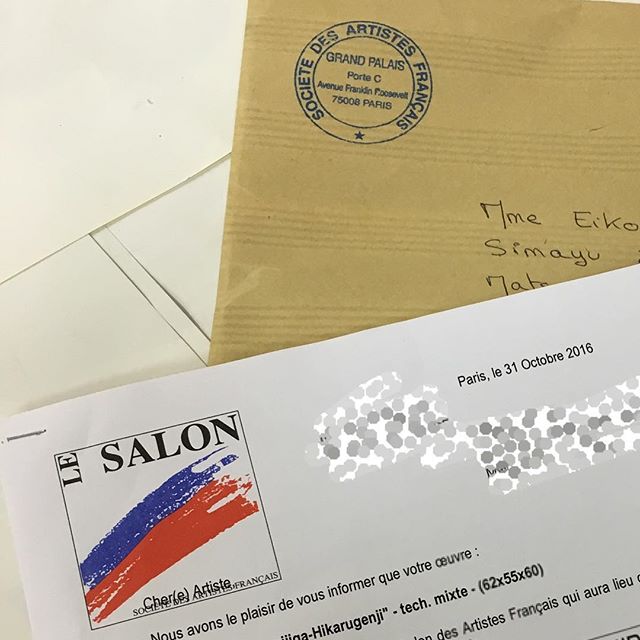 SOCIÉTÉ DES ARTISTES FRANÇAIS
GRAND PALAIS
Porte C
Avenue Franklin Roosevelt
75008 PARIS
Mme Eiko
Simayu
Paris, le 31 Octobre 2016
LE SALON
SOCIÉTÉ DES ARTISTES FRANÇAIS
Cher(e) Artiste
Nous avons le plaisir de vous informer que votre œuvre :
-Hikarugenji" - tech. mixte - (62x55x60)
des Artistes Français qui aura lieu